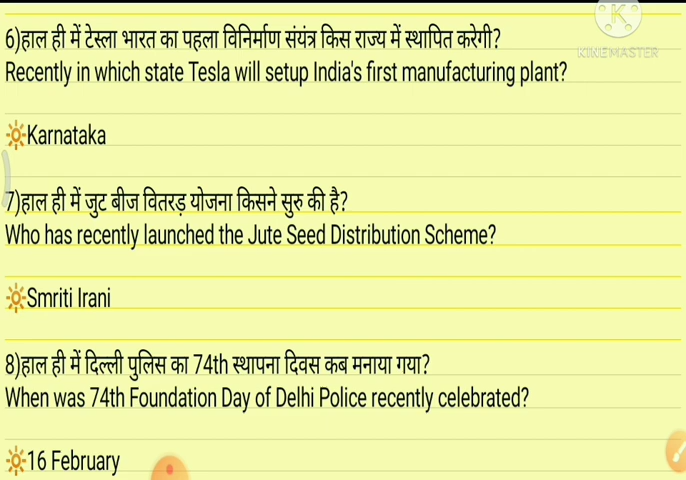 KINEMASTER
6)हाल ही में टेस्ला भारत का पहला विनिर्माण संयंत्र किस राज्य में स्थापित करेगी?
Recently in which state Tesla will setup India's first manufacturing plant?
🔆Karnataka
7)हाल ही में जुट बीज वितरड़ योजना किसने सुरु की है?
Who has recently launched the Jute Seed Distribution Scheme?
🔆Smriti Irani
8)हाल ही में दिल्ली पुलिस का 74th स्थापना दिवस कब मनाया गया?
When was 74th Foundation Day of Delhi Police recently celebrated?
🔆16 February